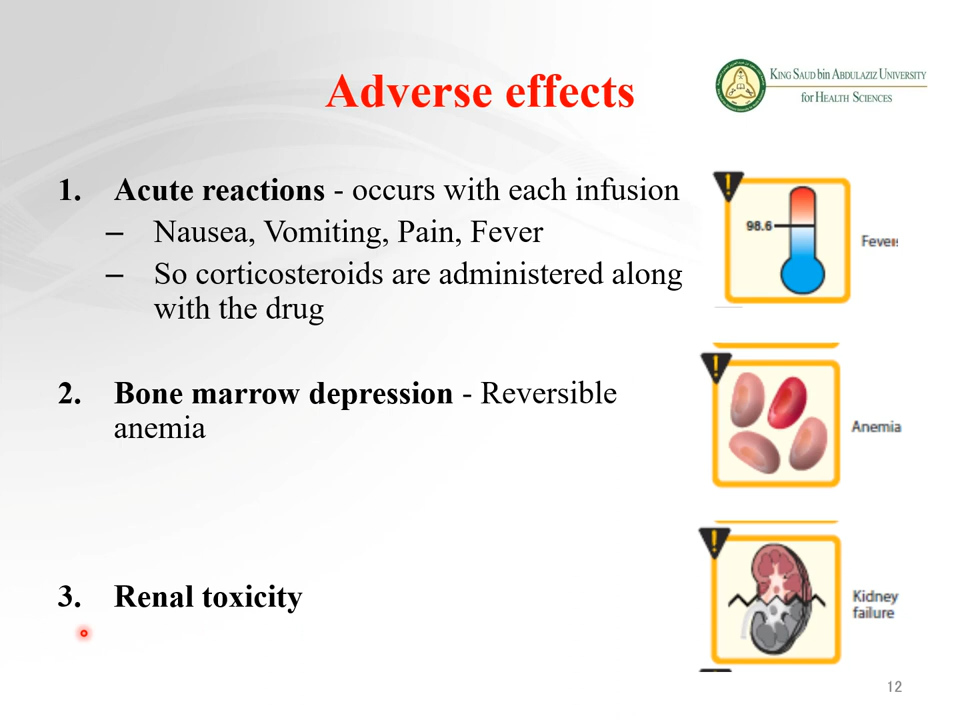 Adverse effects
KING SAUD bin ABDULAZIZ UNIVERSITY
for HEALTH SCIENCES
1. Acute reactions - occurs with each infusion
– Nausea, Vomiting, Pain, Fever
– So corticosteroids are administered along
with the drug
98.6
Fever
2. Bone marrow depression - Reversible
anemia
Anemia
3. Renal toxicity
Kidney
failure
12